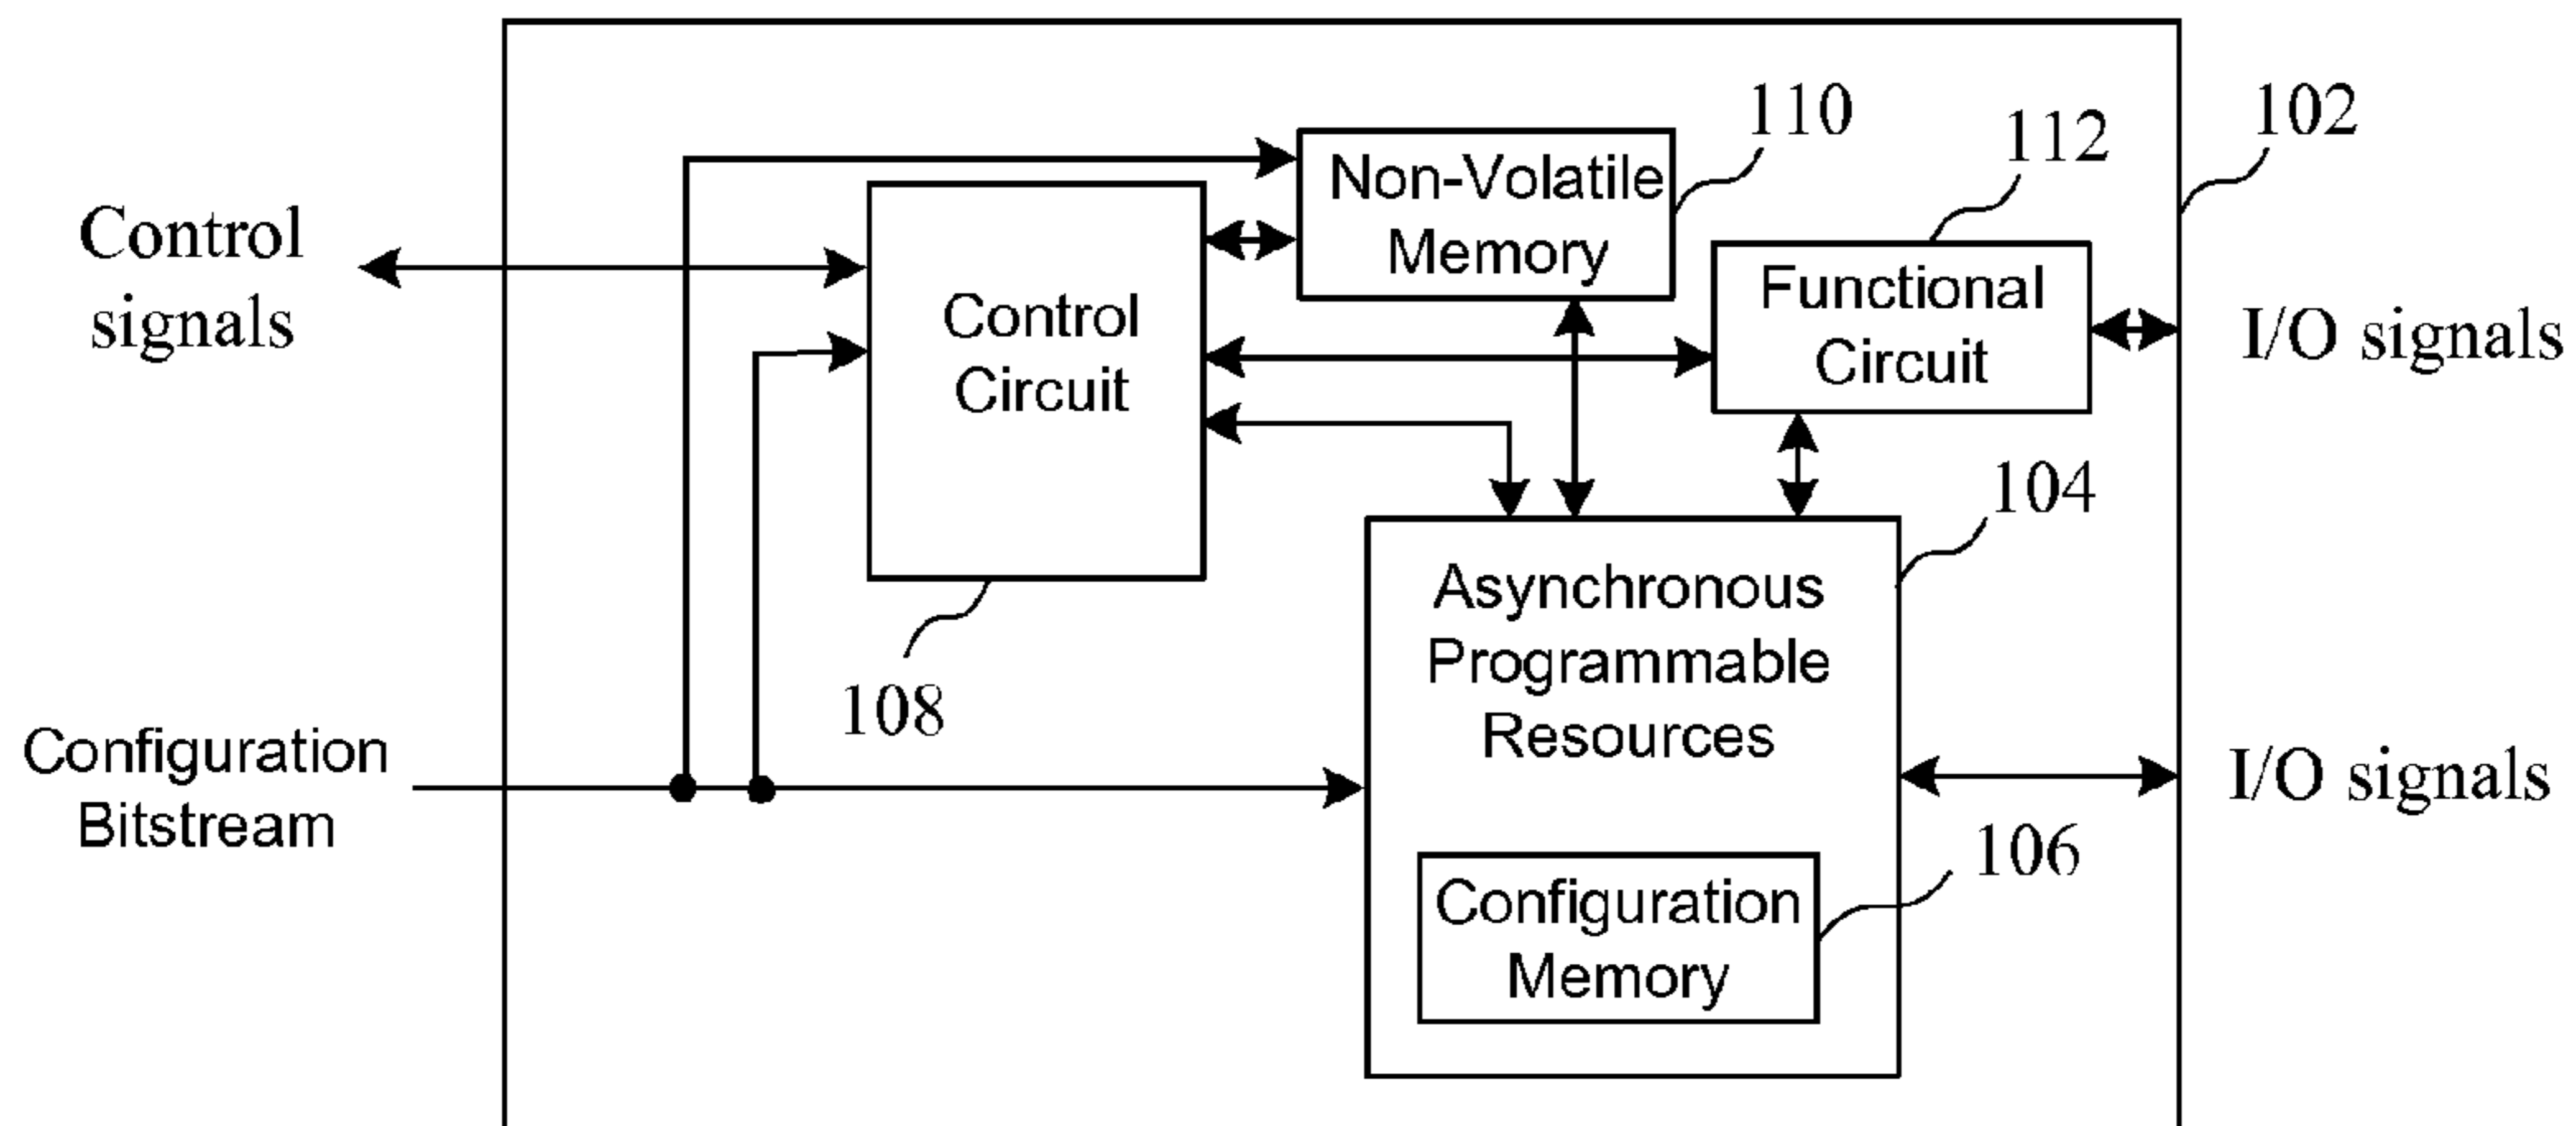 110
102
112
Non-Volatile
Memory
Control
signals
Control
Circuit
Functional
Circuit
I/O signals
104
Asynchronous
Programmable
Resources
108
Configuration
Bitstream
I/O signals
106
Configuration
Memory